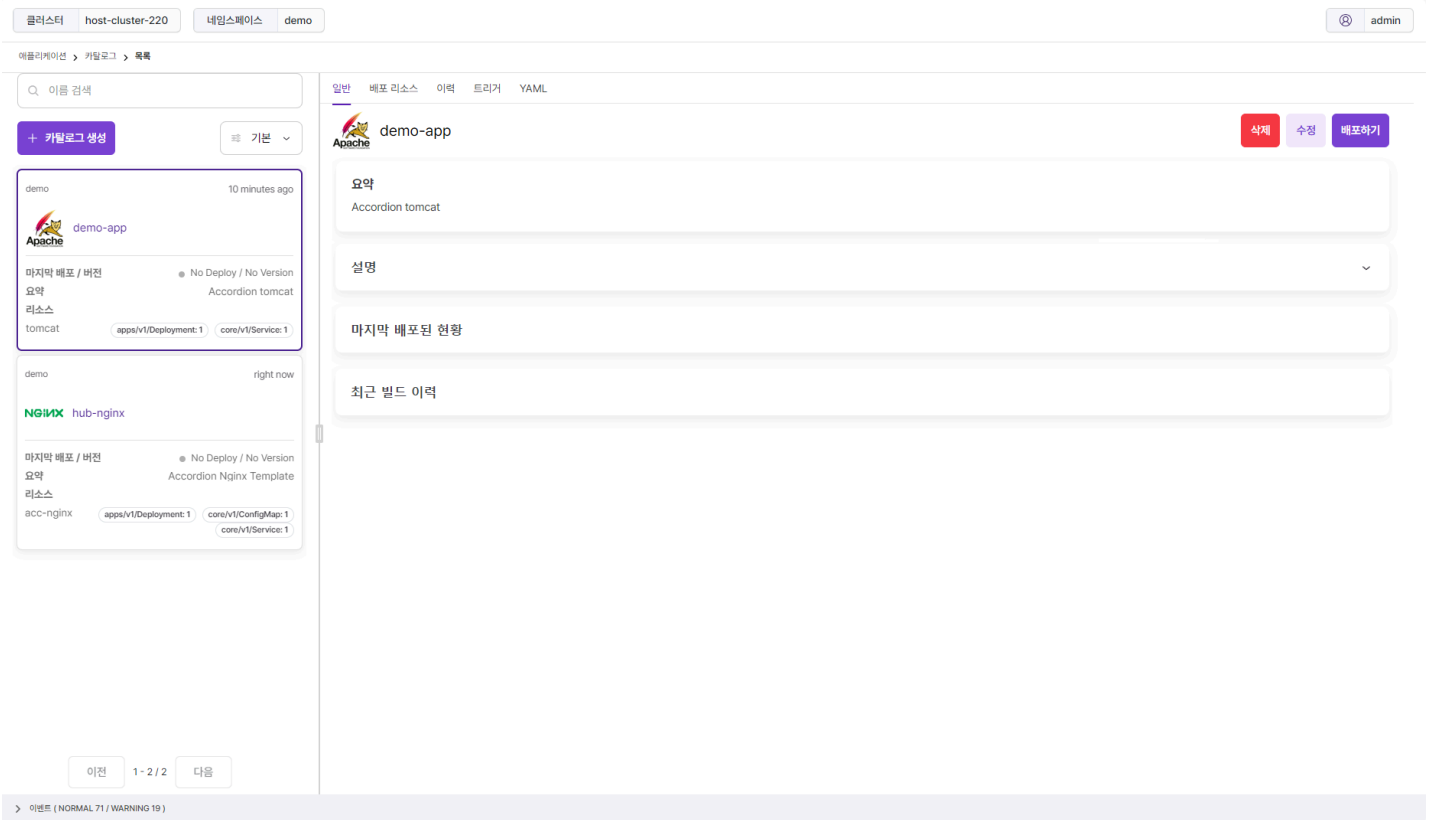 클러스터 host-cluster-220 네임스페이스 demo admin
애플리케이션 > 카탈로그 > 목록
이름 검색
+ 카탈로그 생성 기본
demo 10 minutes ago
Apache demo-app
마지막 배포 / 버전 No Deploy / No Version
요약 Accordion tomcat
리소스
tomcat apps/v1/Deployment: 1 core/v1/Service: 1
demo right now
NGINX hub-nginx
마지막 배포 / 버전 No Deploy / No Version
요약 Accordion Nginx Template
리소스
acc-nginx apps/v1/Deployment: 1 core/v1/ConfigMap: 1
core/v1/Service: 1
이전 1 - 2 / 2 다음
일반 배포 리소스 이력 트리거 YAML
Apache demo-app 삭제 수정 배포하기
요약
Accordion tomcat
설명
마지막 배포된 현황
최근 빌드 이력
> 이벤트 ( NORMAL 71 / WARNING 19 )